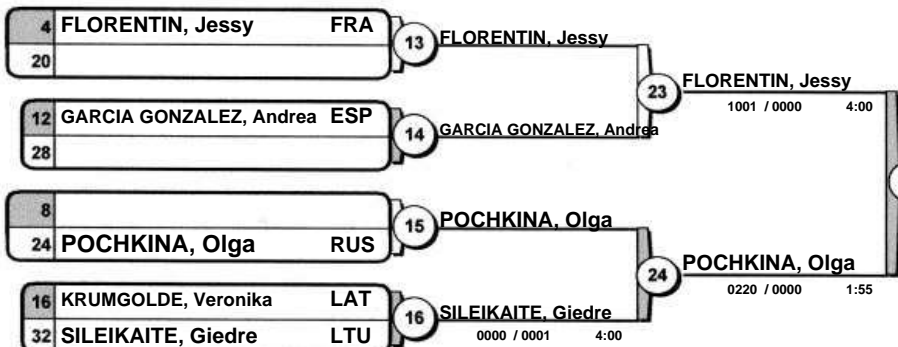 4 FLORENTIN, Jessy FRA
20
13 FLORENTIN, Jessy
12 GARCIA GONZALEZ, Andrea ESP
28
14 GARCIA GONZALEZ, Andrea
23 FLORENTIN, Jessy
1001 / 0000 4:00
8
24 POCHKINA, Olga RUS
15 POCHKINA, Olga
16 KRUMGOLDE, Veronika LAT
32 SILEIKAITE, Giedre LTU
16 SILEIKAITE, Giedre
0000 / 0001 4:00
24 POCHKINA, Olga
0220 / 0000 1:55